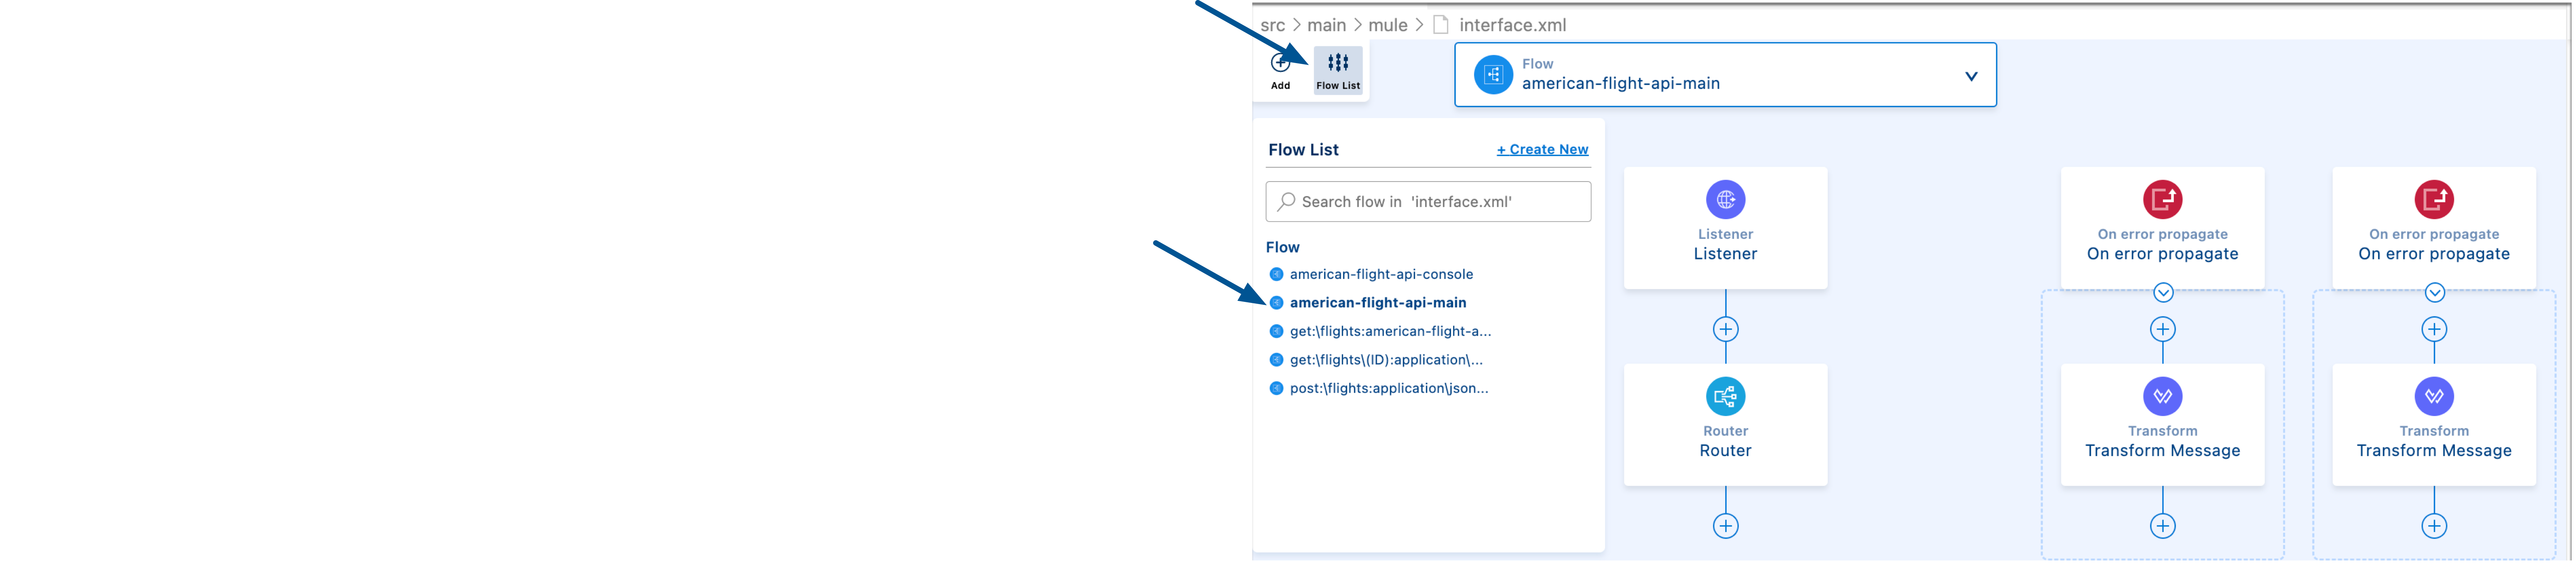 src > main > mule > interface.xml
Add
Flow List
Flow
american-flight-api-main
Flow List
+ Create New
Search flow in 'interface.xml'
Flow
american-flight-api-console
american-flight-api-main
get:\flights:american-flight-a...
get:\flights\(ID):application\...
post:\flights:application\json...
Listener
Listener
Router
Router
On error propagate
On error propagate
Transform
Transform Message
On error propagate
On error propagate
Transform
Transform Message